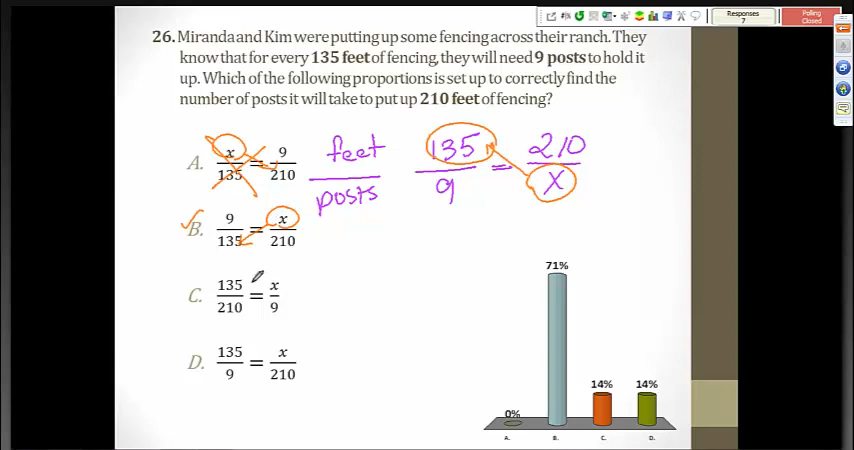 Responses
7
Polling
Closed
26. Miranda and Kim were putting up some fencing across their ranch. They
know that for every 135 feet of fencing, they will need 9 posts to hold it
up. Which of the following proportions is set up to correctly find the
number of posts it will take to put up 210 feet of fencing?
A. x/135 = 9/210
feet/posts 135/9 = 210/x
B. 9/135 = x/210
C. 135/210 = x/9
D. 135/9 = x/210
0%
71%
14%
14%
A. B. C. D.